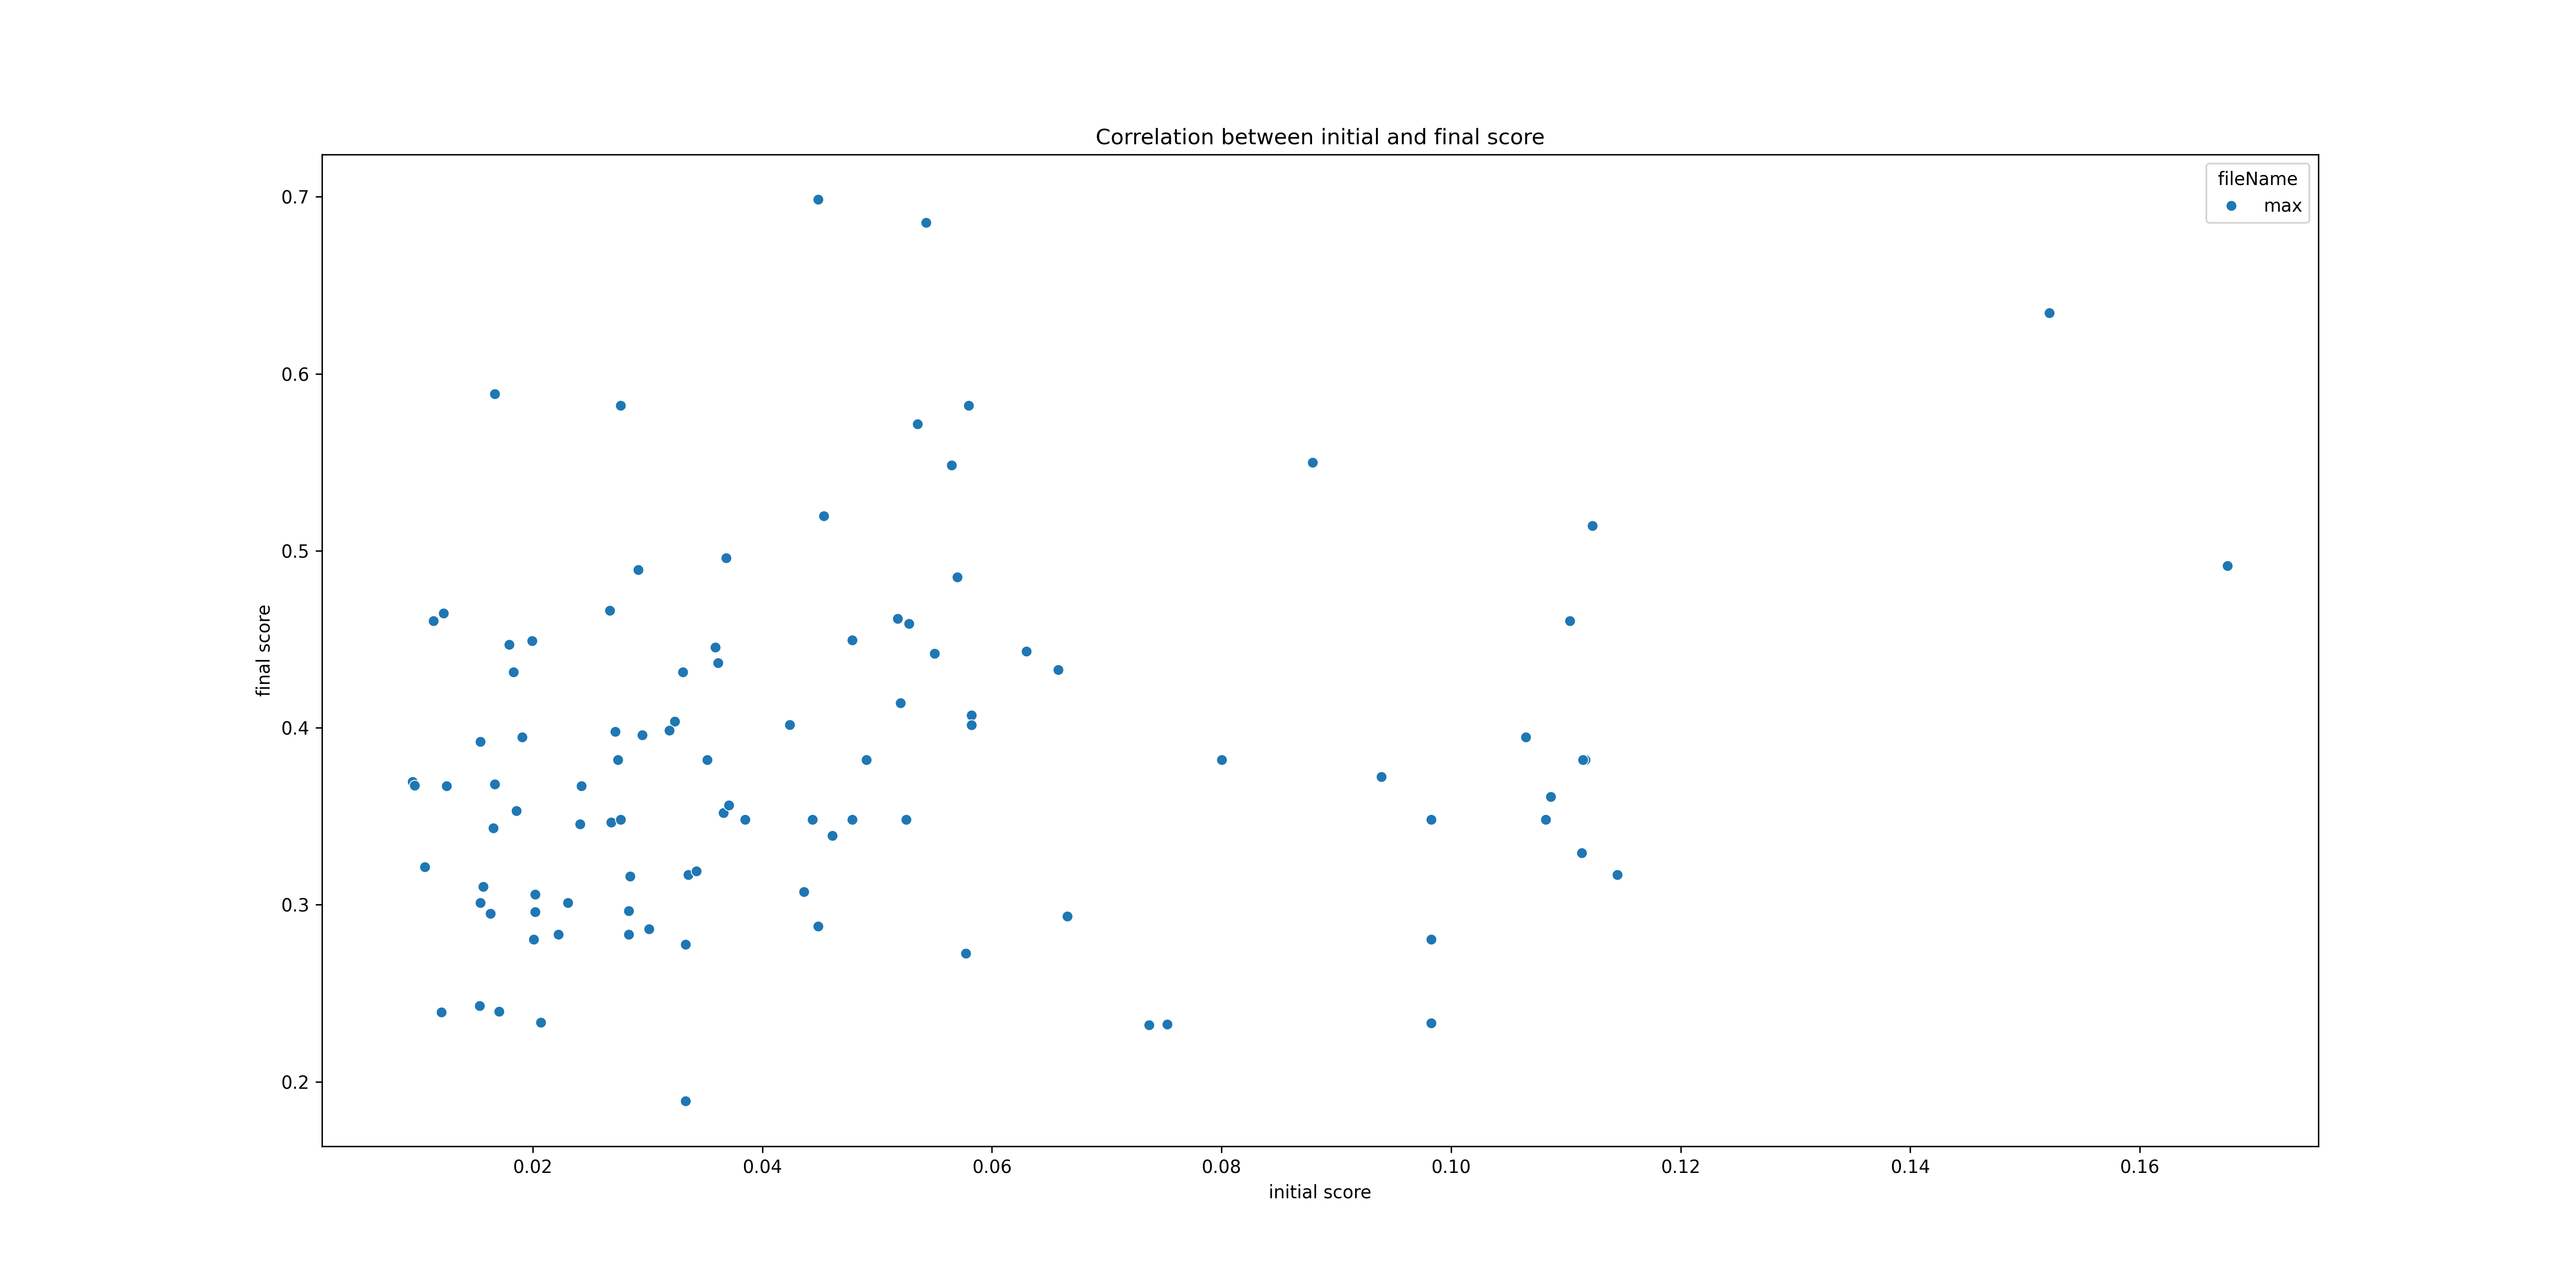 Correlation between initial and final score
fileName
max
0.7
0.6
0.5
0.4
0.3
0.2
final score
0.02 0.04 0.06 0.08 0.10 0.12 0.14 0.16
initial score